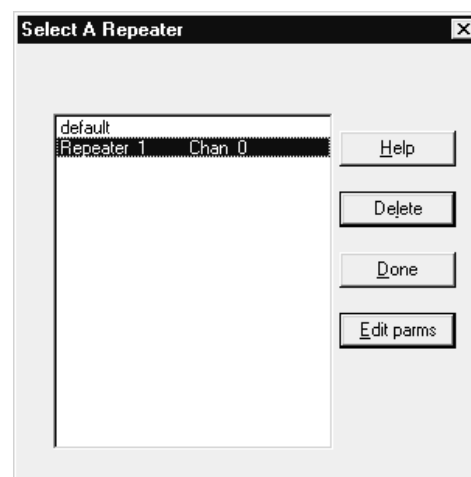 Select A Repeater
default
Repeater 1 Chan 0
Help
Delete
Done
Edit parms